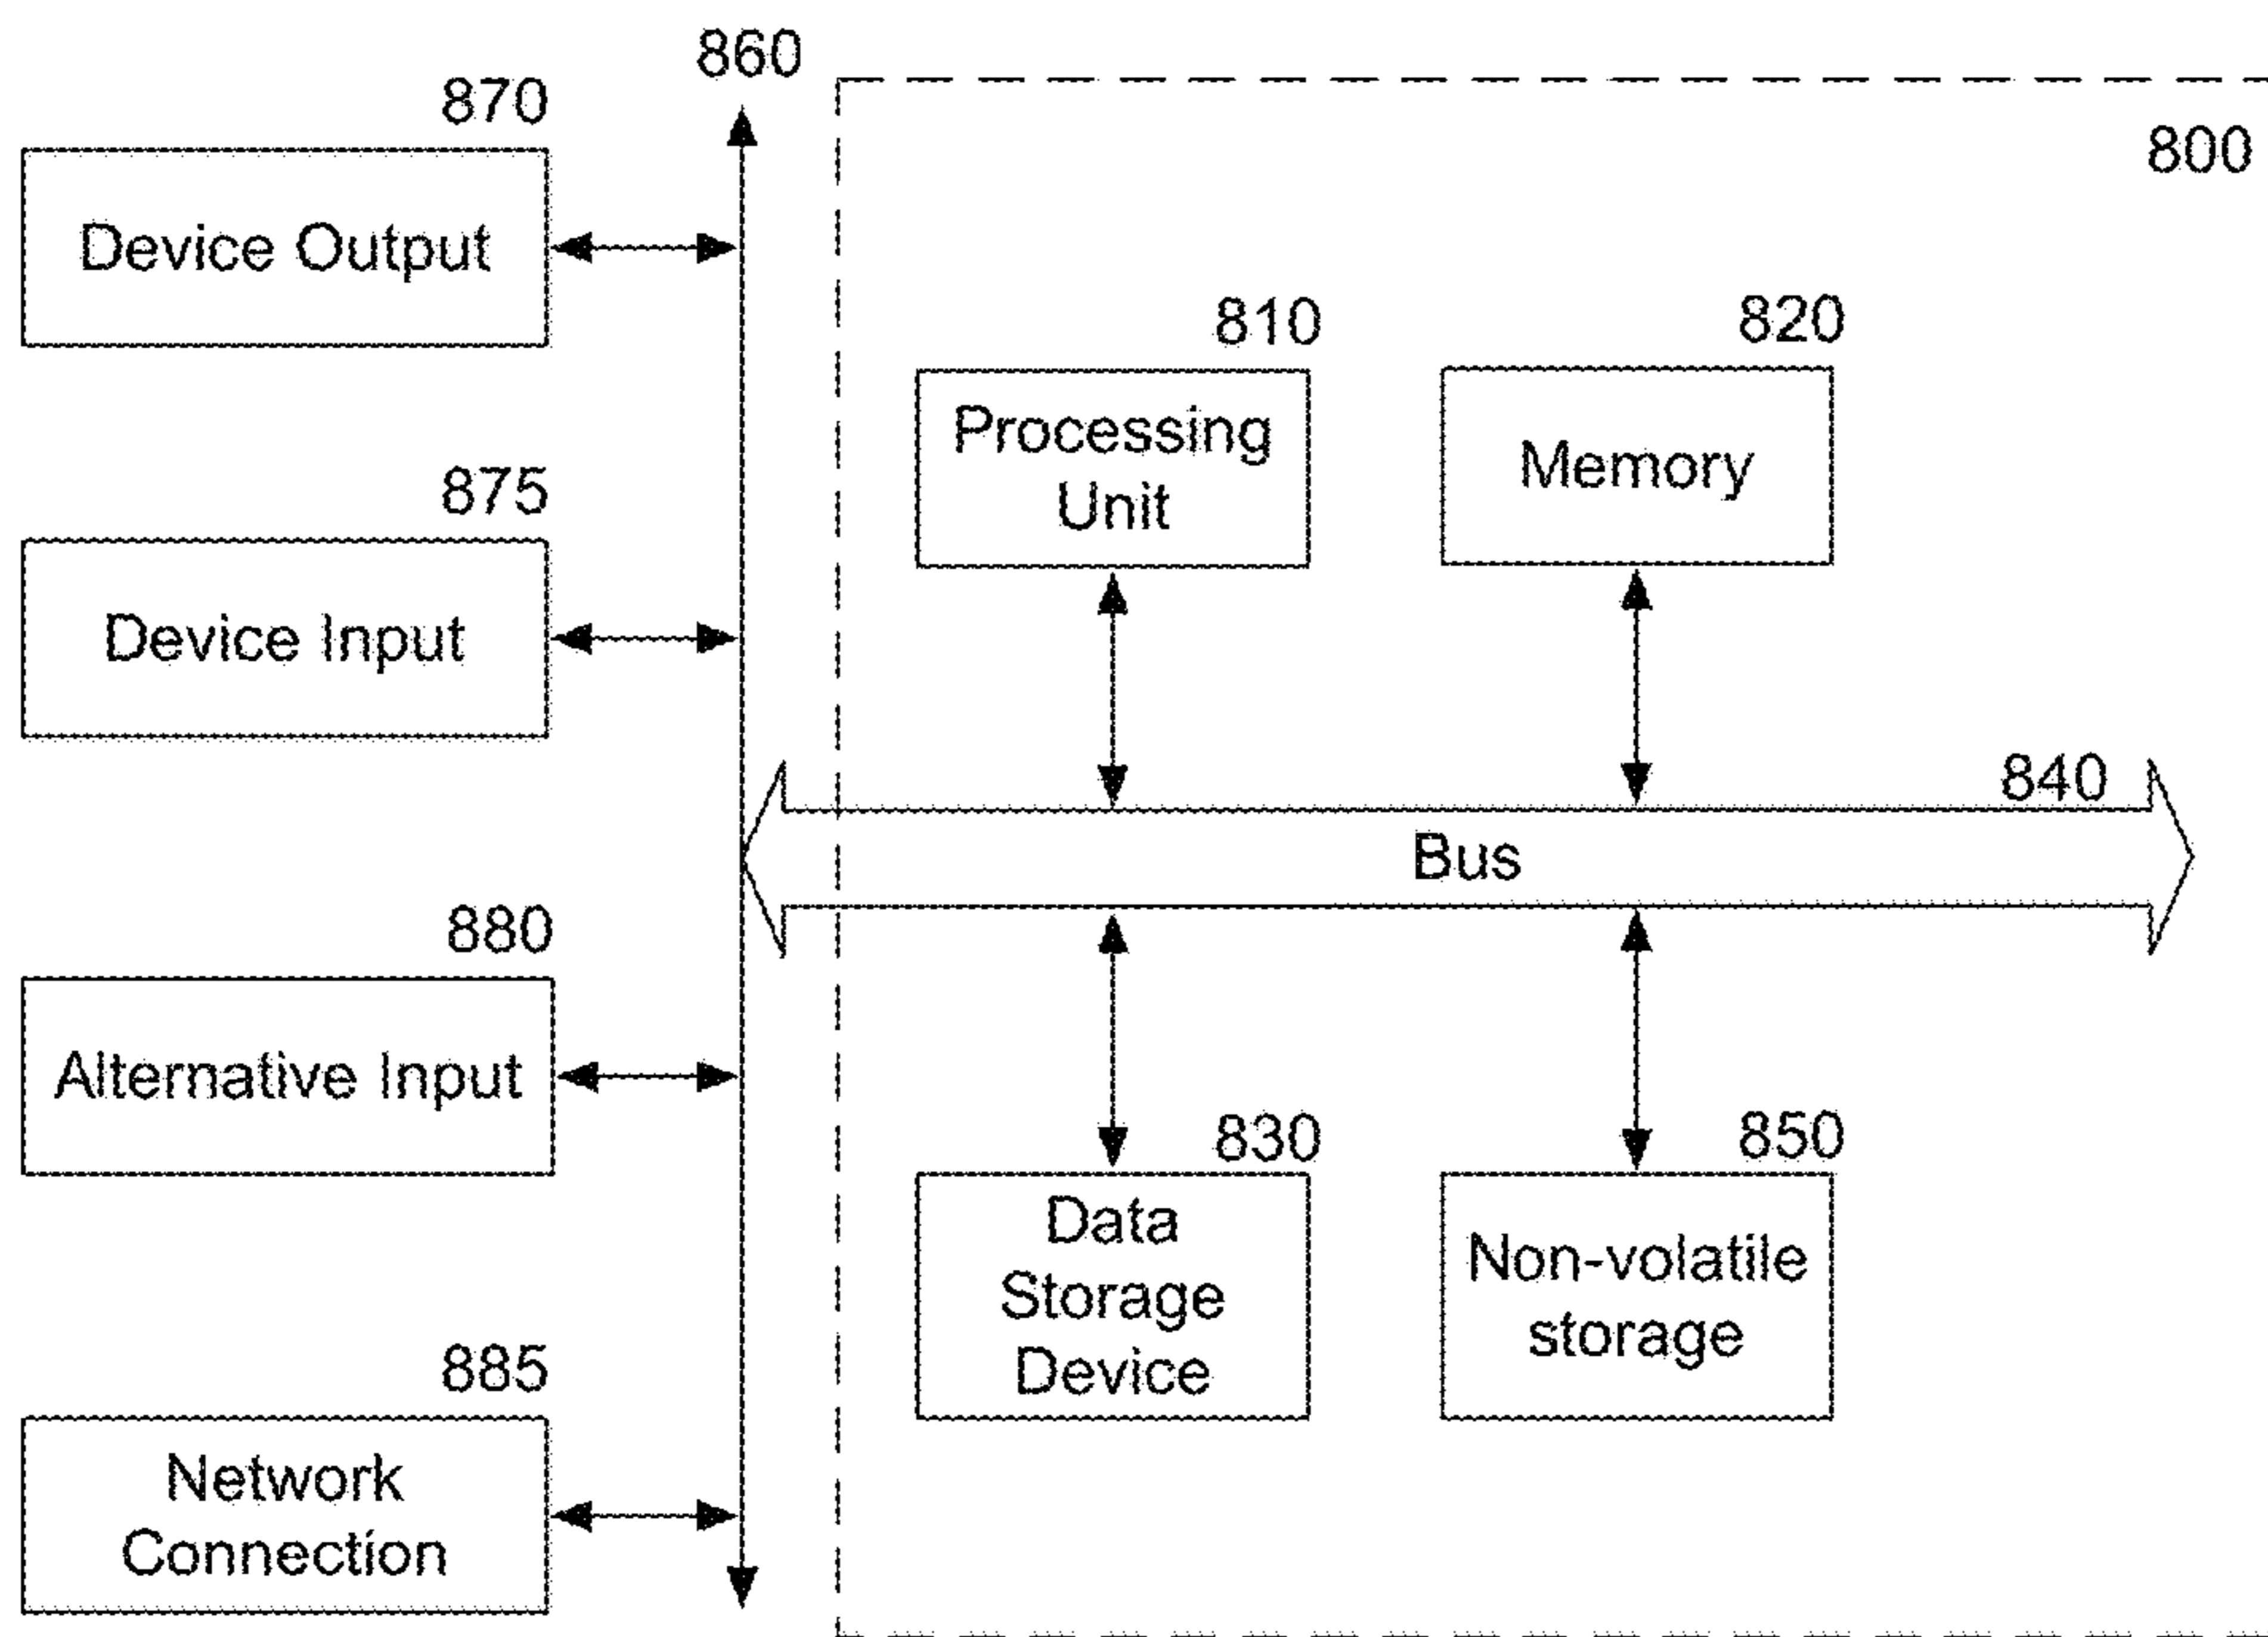 860
870
800
Device Output
810
820
Processing
Unit
Memory
875
Device Input
840
Bus
880
Alternative Input
830
850
Data
Storage
Device
Non-volatile
storage
885
Network
Connection